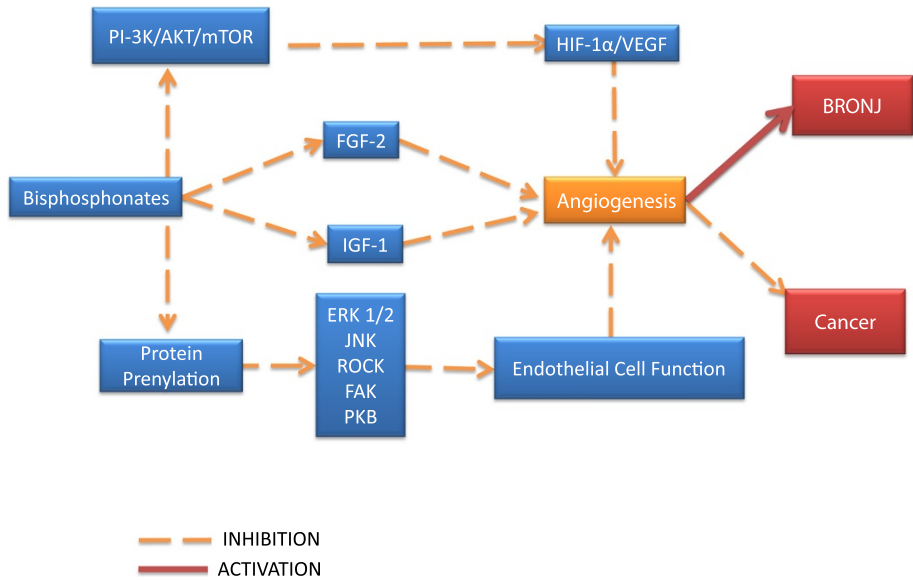 PI-3K/AKT/mTOR
HIF-1α/VEGF
BRONJ
FGF-2
Bisphosphonates
Angiogenesis
IGF-1
Cancer
Protein
Prenylation
ERK 1/2
JNK
ROCK
FAK
PKB
Endothelial Cell Function
INHIBITION
ACTIVATION